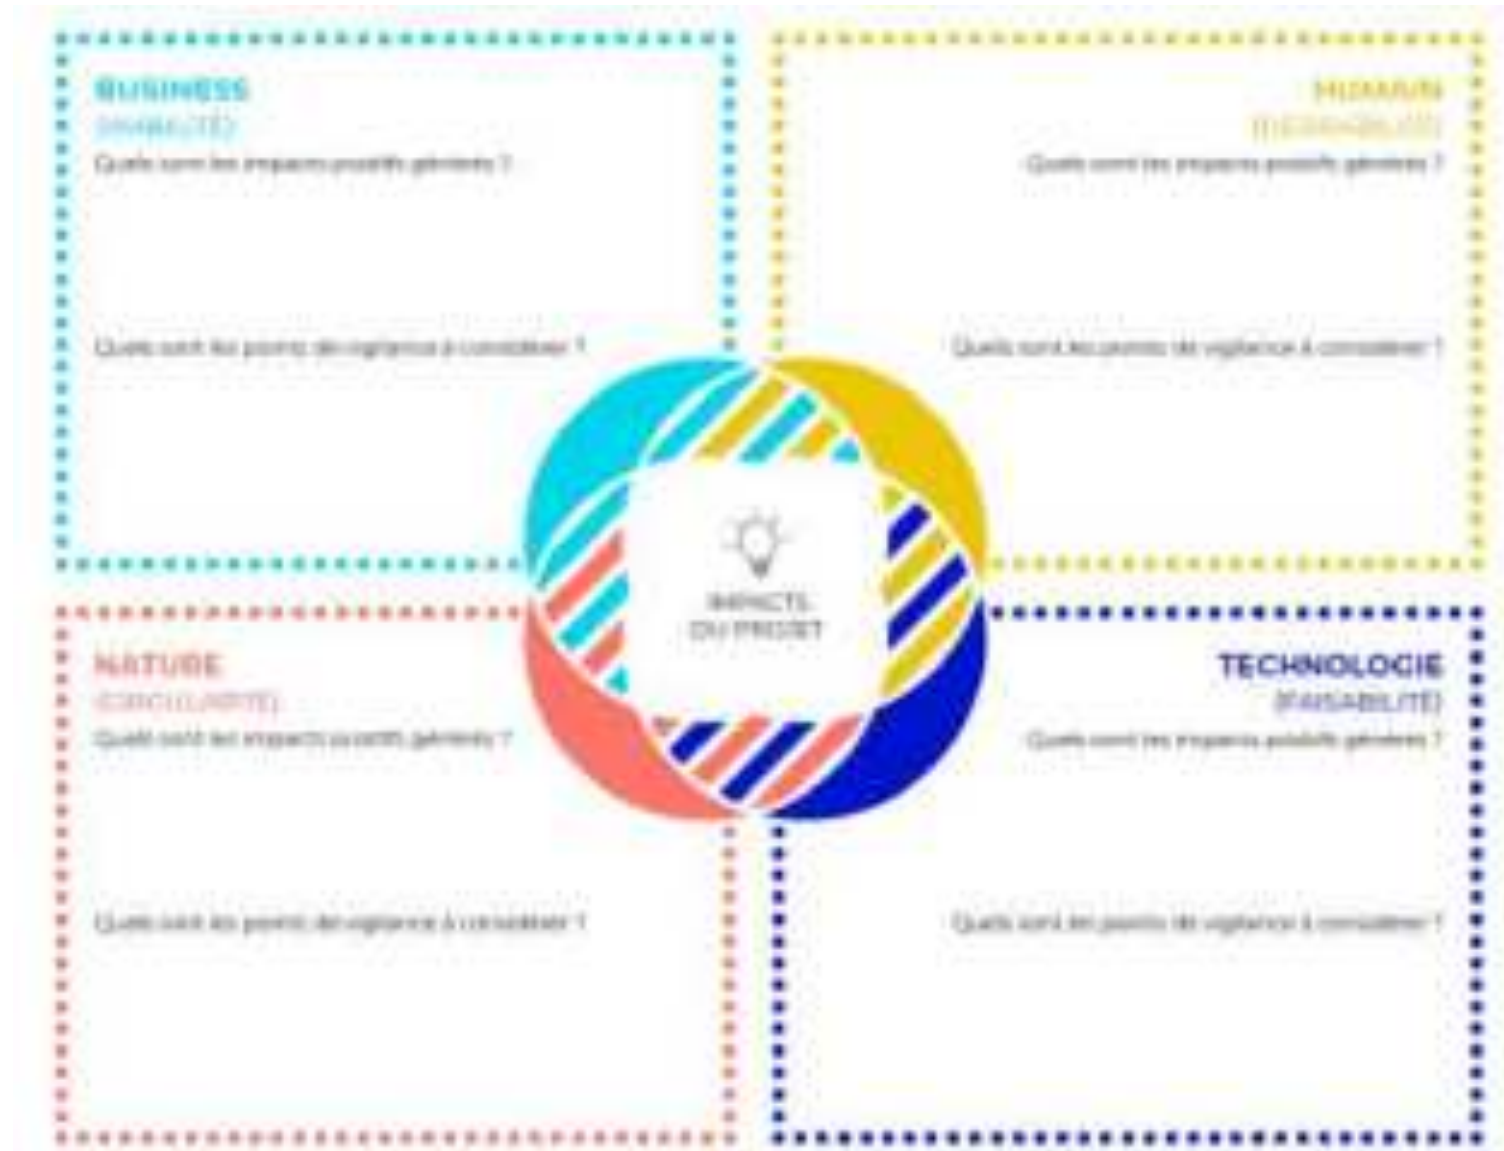 BUSINESS
(VIABILITÉ)
Quels sont les impacts positifs générés ?
Quels sont les points de vigilance à considérer ?
HUMAIN
(DÉSIRABILITÉ)
Quels sont les impacts positifs générés ?
Quels sont les points de vigilance à considérer ?
IMPACTS
DU PROJET
NATURE
(CIRCULARITÉ)
Quels sont les impacts positifs générés ?
Quels sont les points de vigilance à considérer ?
TECHNOLOGIE
(FAISABILITÉ)
Quels sont les impacts positifs générés ?
Quels sont les points de vigilance à considérer ?